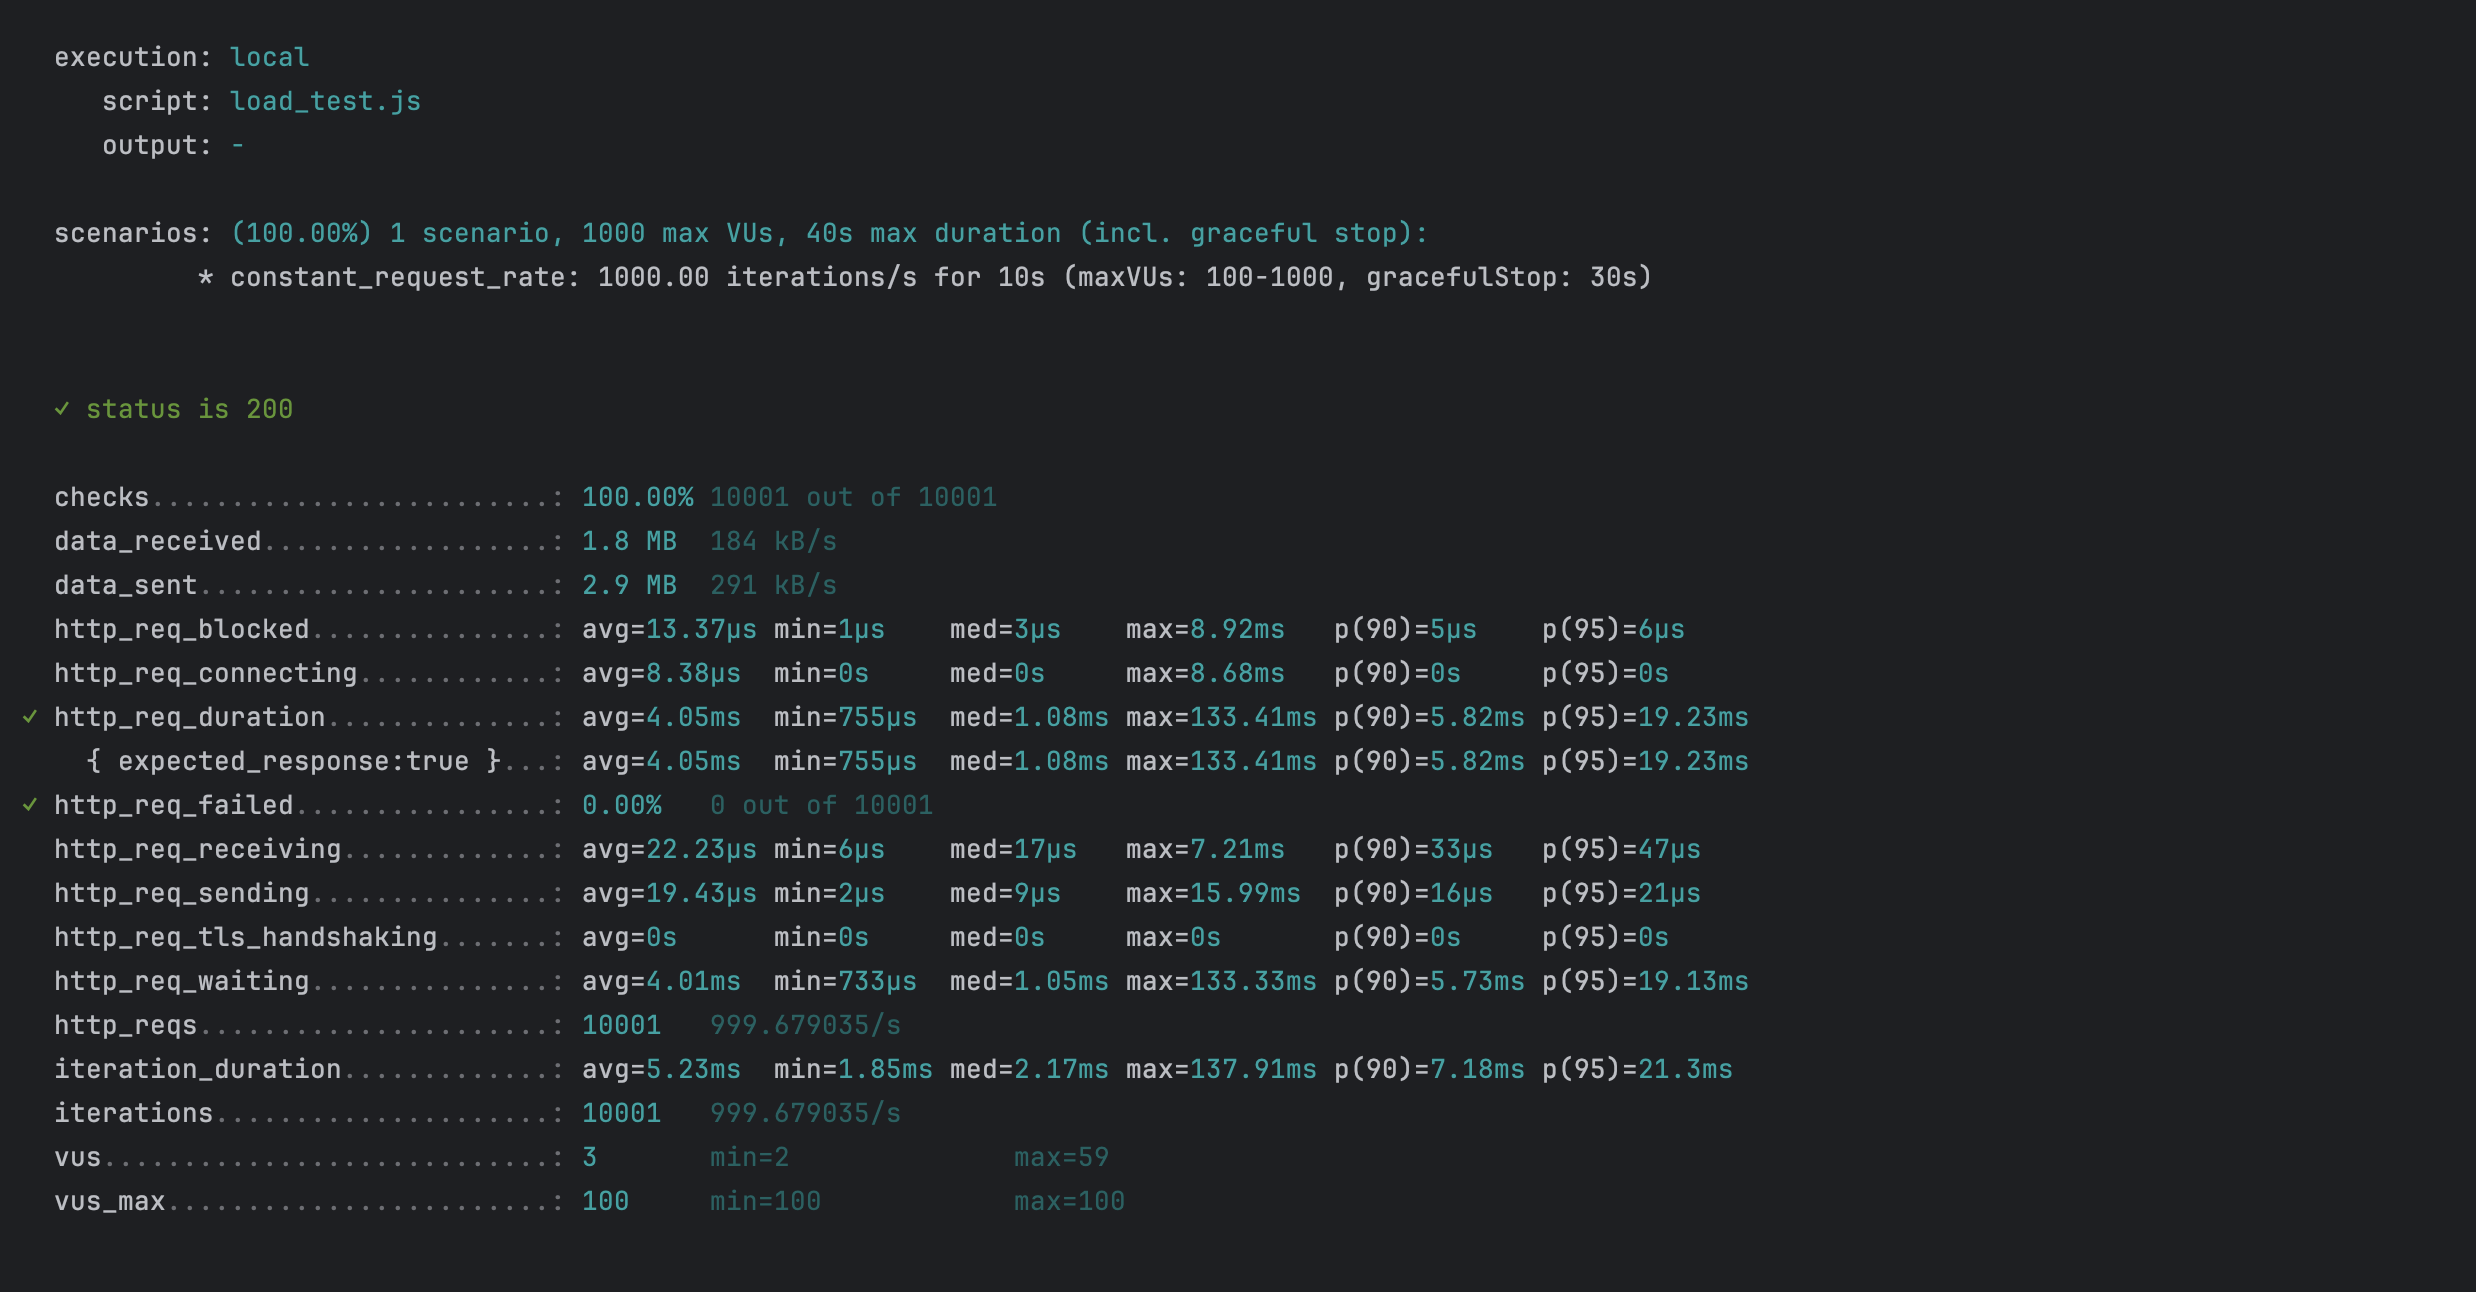 execution: local
script: load_test.js
output: -
scenarios: (100.00%) 1 scenario, 1000 max VUs, 40s max duration (incl. graceful stop):
* constant_request_rate: 1000.00 iterations/s for 10s (maxVUs: 100-1000, gracefulStop: 30s)
✓ status is 200
checks.........................: 100.00% 10001 out of 10001
data_received..................: 1.8 MB 184 kB/s
data_sent......................: 2.9 MB 291 kB/s
http_req_blocked...............: avg=13.37µs min=1µs med=3µs max=8.92ms p(90)=5µs p(95)=6µs
http_req_connecting............: avg=8.38µs min=0s med=0s max=8.68ms p(90)=0s p(95)=0s
✓ http_req_duration..............: avg=4.05ms min=755µs med=1.08ms max=133.41ms p(90)=5.82ms p(95)=19.23ms
{ expected_response:true }...: avg=4.05ms min=755µs med=1.08ms max=133.41ms p(90)=5.82ms p(95)=19.23ms
✓ http_req_failed................: 0.00% 0 out of 10001
http_req_receiving.............: avg=22.23µs min=6µs med=17µs max=7.21ms p(90)=33µs p(95)=47µs
http_req_sending...............: avg=19.43µs min=2µs med=9µs max=15.99ms p(90)=16µs p(95)=21µs
http_req_tls_handshaking.......: avg=0s min=0s med=0s max=0s p(90)=0s p(95)=0s
http_req_waiting...............: avg=4.01ms min=733µs med=1.05ms max=133.33ms p(90)=5.73ms p(95)=19.13ms
http_reqs......................: 10001 999.679035/s
iteration_duration.............: avg=5.23ms min=1.85ms med=2.17ms max=137.91ms p(90)=7.18ms p(95)=21.3ms
iterations.....................: 10001 999.679035/s
vus............................: 3 min=2 max=59
vus_max........................: 100 min=100 max=100